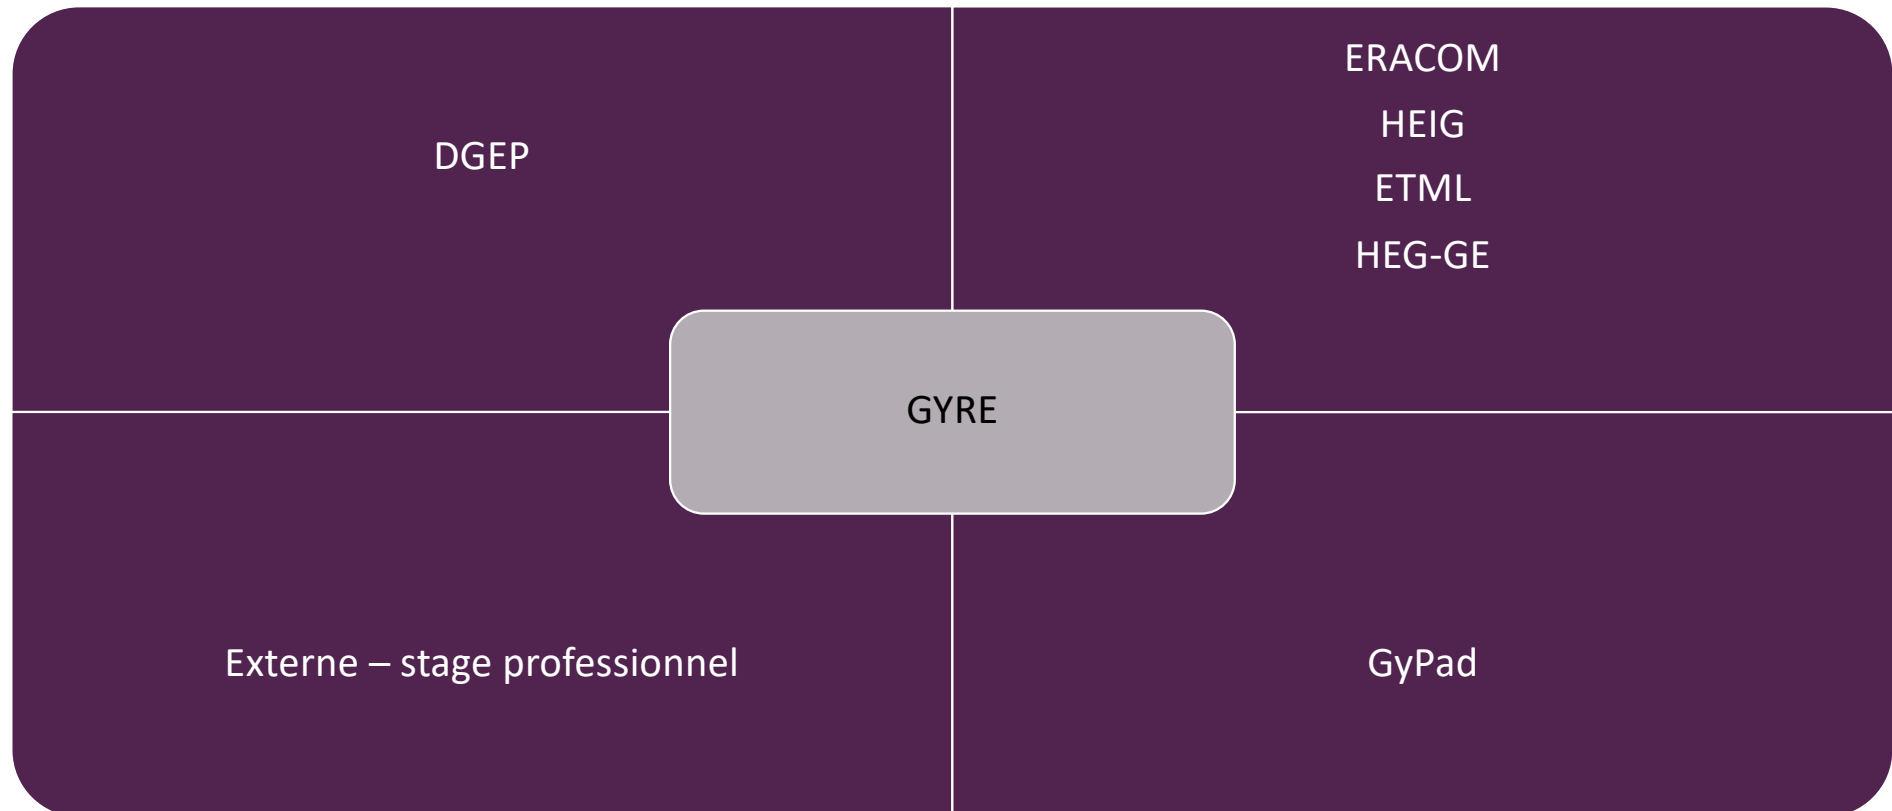 DGEP
ERACOM
HEIG
ETML
HEG-GE
GYRE
Externe – stage professionnel
GyPad